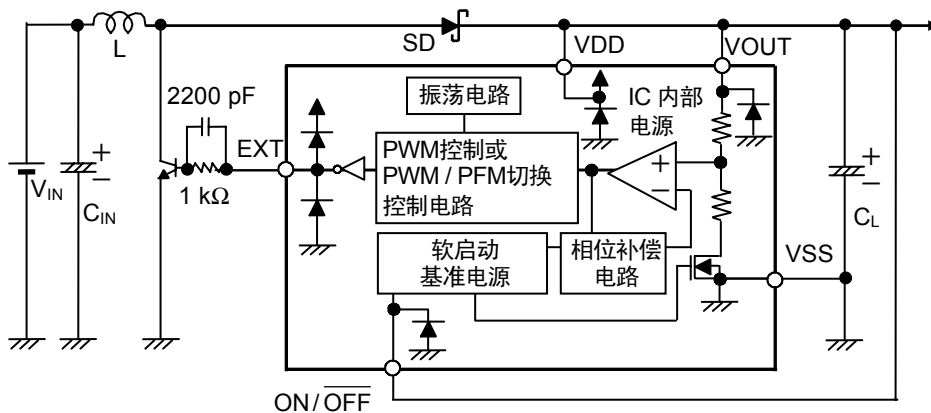 L
SD
VDD
VOUT
2200 pF
振荡电路
IC 内部
电源
EXT
PWM控制或
PWM / PFM切换
控制电路
+
−
+
−
VIN
1 kΩ
CIN
+
−
CL
软启动
基准电源
相位补偿
电路
VSS
ON / OFF